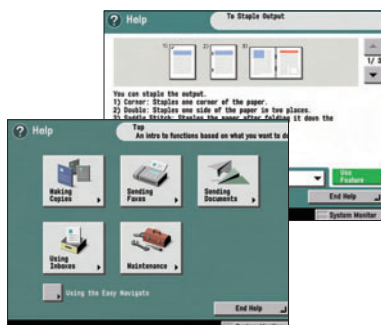 Help
To Staple Output
1)
2)
3)
1/ 3
You can staple the output.
1) Corner: Staples one corner of the paper.
2) Double: Staples one side of the paper in two places.
3) Saddle Stitch: Staples the paper after folding it down the
Use
Feature
End Help
System Monitor
Help
Top
An intro to functions based on what you want to do
Making
Copies
Sending
Faxes
Sending
Documents
Using
Inboxes
Maintenance
Using the Easy Navigate
End Help